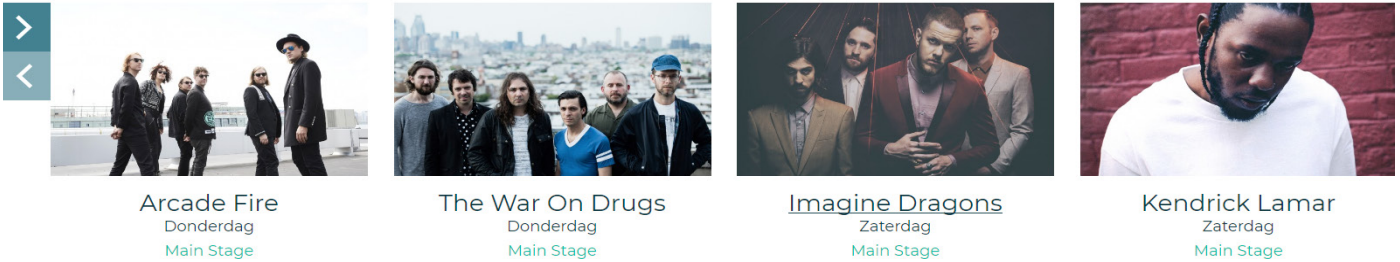 Arcade Fire
Donderdag
Main Stage
The War On Drugs
Donderdag
Main Stage
Imagine Dragons
Zaterdag
Main Stage
Kendrick Lamar
Zaterdag
Main Stage